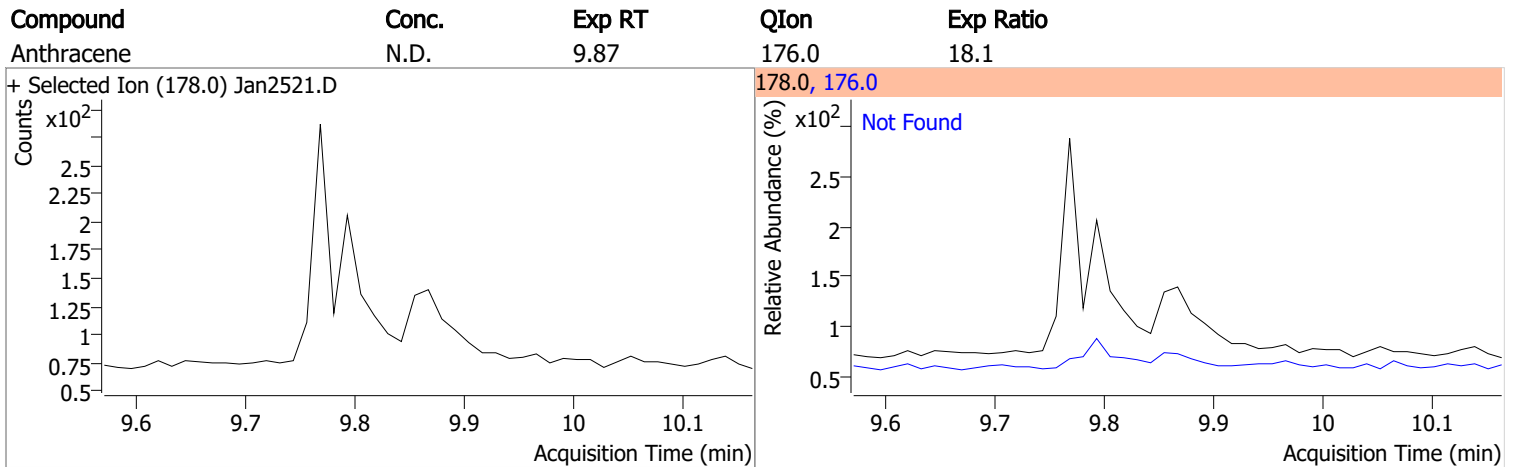 Compound Conc. Exp RT QIon Exp Ratio
Anthracene N.D. 9.87 176.0 18.1
+ Selected Ion (178.0) Jan2521.D
Counts
x10²
2.5
2.25
2
1.75
1.5
1.25
1
0.75
0.5
9.6 9.7 9.8 9.9 10 10.1
Acquisition Time (min)
178.0, 176.0
Relative Abundance (%)
x10²
Not Found
2.5
2
1.5
1
0.5
9.6 9.7 9.8 9.9 10 10.1
Acquisition Time (min)